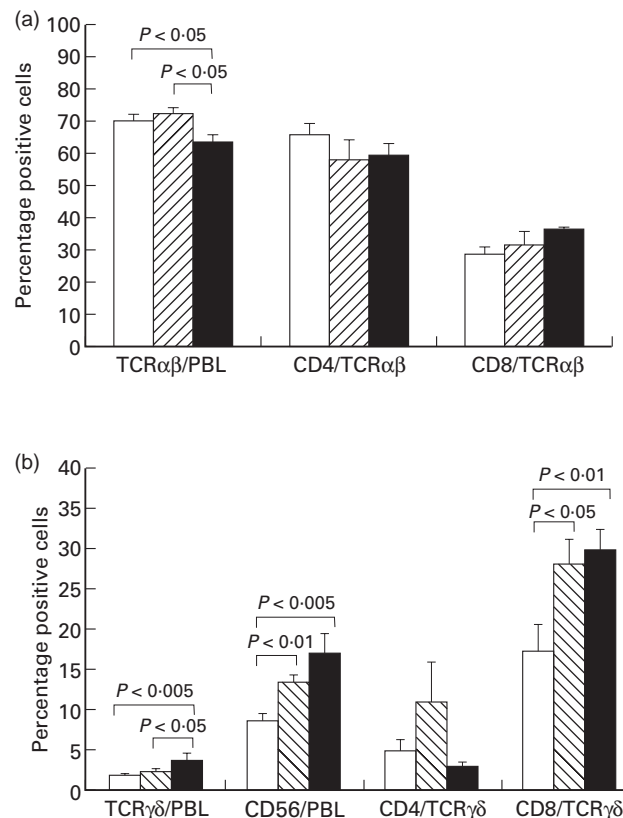 (a)
100
90
80
70
60
50
40
30
20
10
0
Percentage positive cells
P < 0·05
P < 0·05
TCRαβ/PBL CD4/TCRαβ CD8/TCRαβ
(b)
40
35
30
25
20
15
10
5
0
Percentage positive cells
P < 0·005
P < 0·05
P < 0·005
P < 0·01
P < 0·01
P < 0·05
TCRγδ/PBL CD56/PBL CD4/TCRγδ CD8/TCRγδ